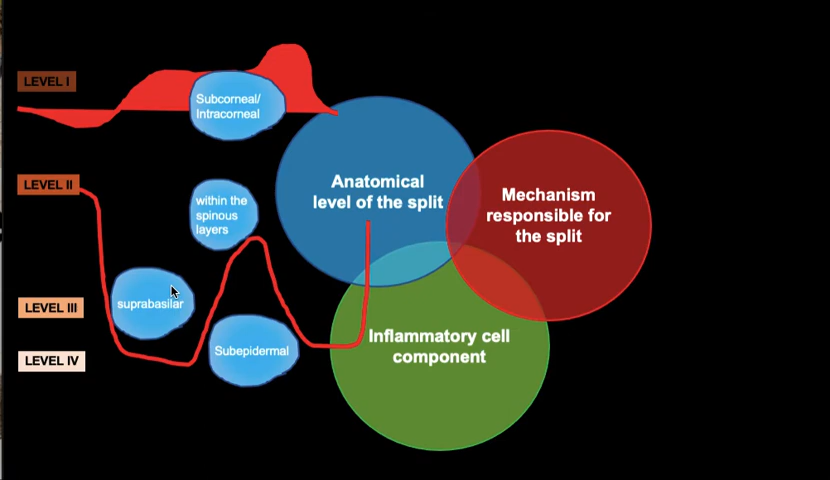 LEVEL I
Subcorneal/
Intracorneal
LEVEL II
within the
spinous
layers
Anatomical
level of the split
Mechanism
responsible for
the split
suprabasilar
LEVEL III
Subepidermal
LEVEL IV
Inflammatory cell
component